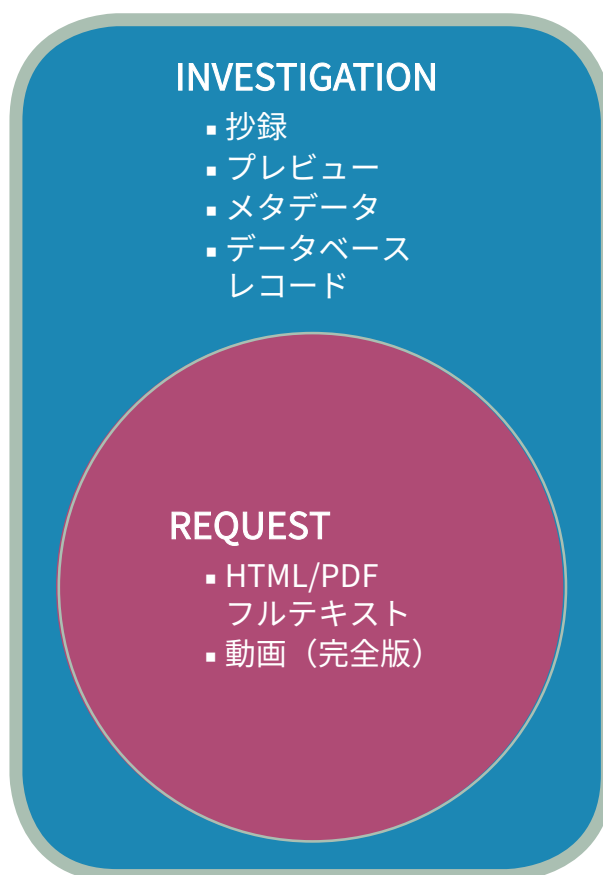 INVESTIGATION
▪ 抄録
▪ プレビュー
▪ メタデータ
▪ データベース
レコード
REQUEST
▪ HTML/PDF
フルテキスト
▪ 動画（完全版）